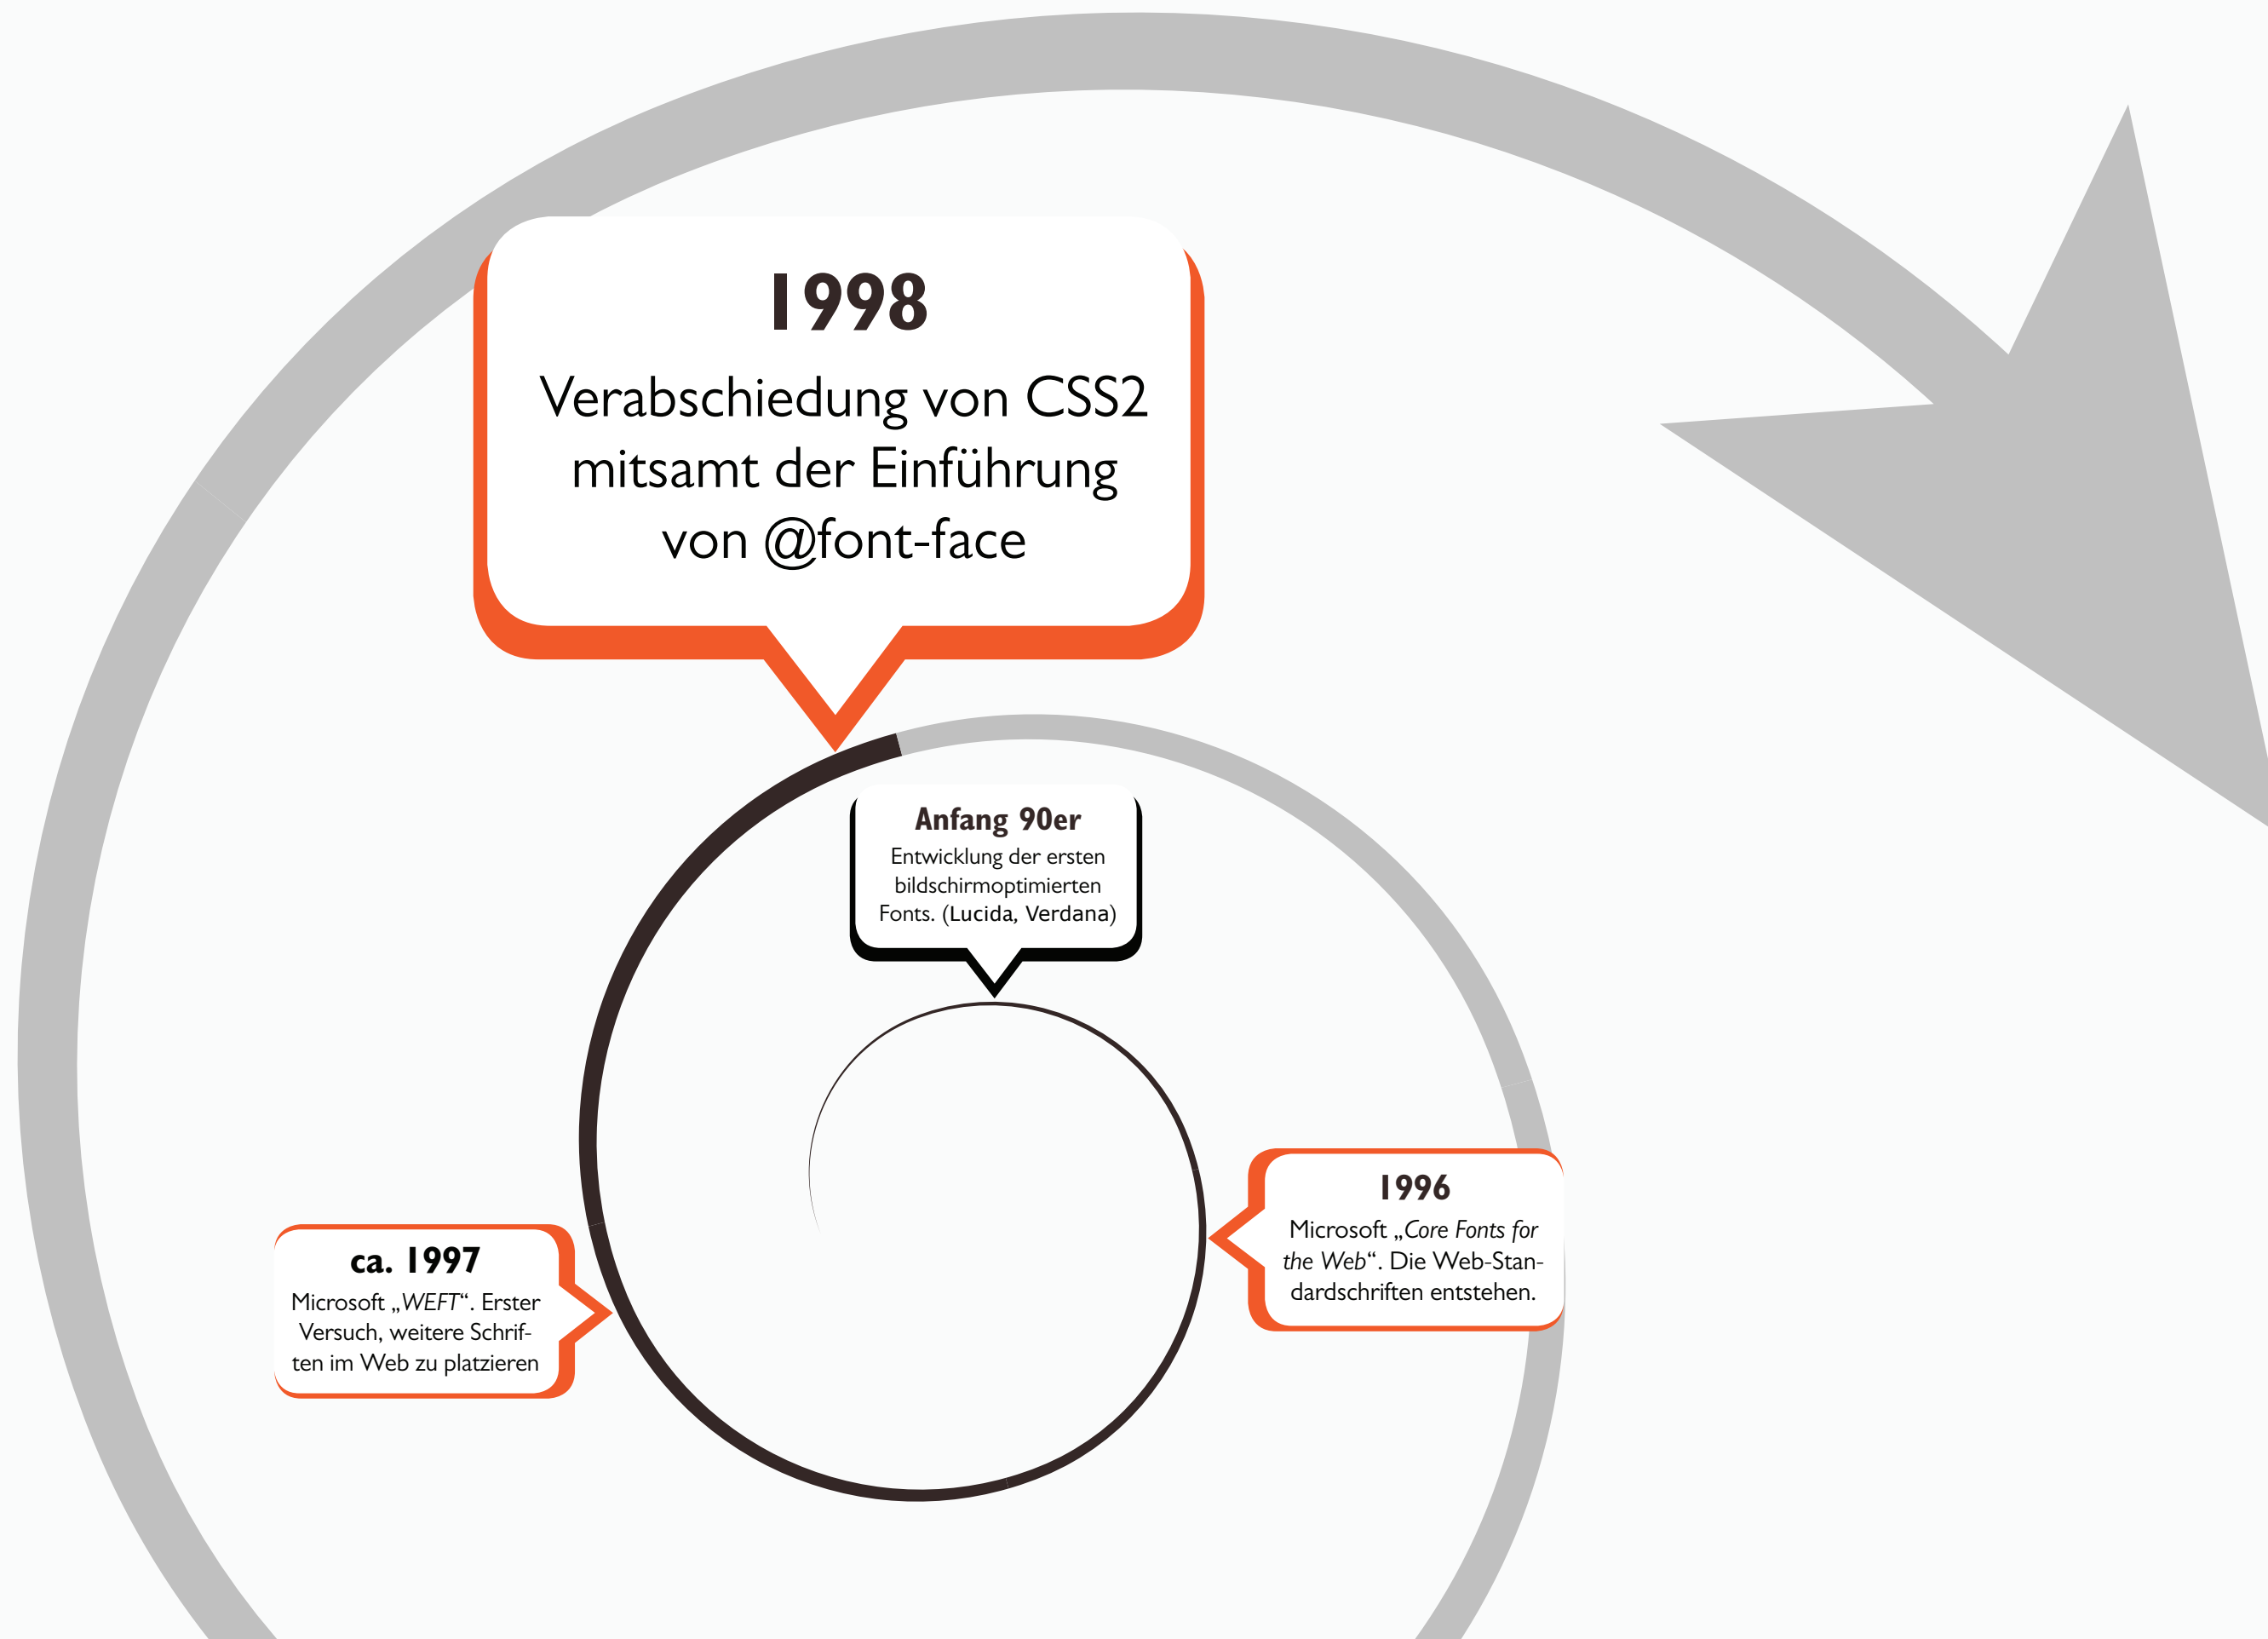 1998
Verabschiedung von CSS2
mitsamt der Einführung
von @font-face
Anfang 90er
Entwicklung der ersten
bildschirmoptimierten
Fonts. (Lucida, Verdana)
1996
Microsoft „Core Fonts for
the Web“. Die Web-Stan-
dardschriften entstehen.
ca. 1997
Microsoft „WEFT“. Erster
Versuch, weitere Schrif-
ten im Web zu platzieren